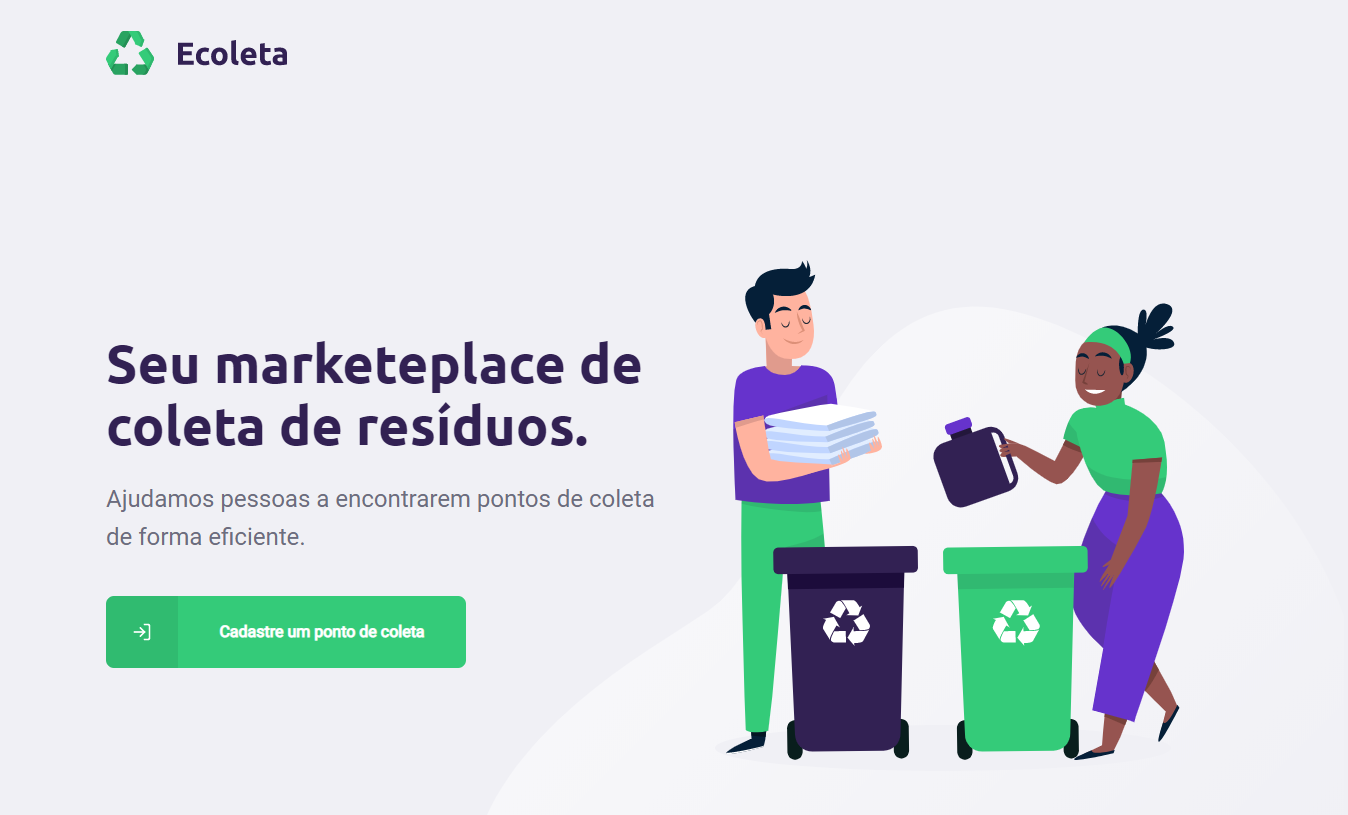 Ecoleta
Seu marketeplace de
coleta de resíduos.
Ajudamos pessoas a encontrarem pontos de coleta
de forma eficiente.
Cadastre um ponto de coleta